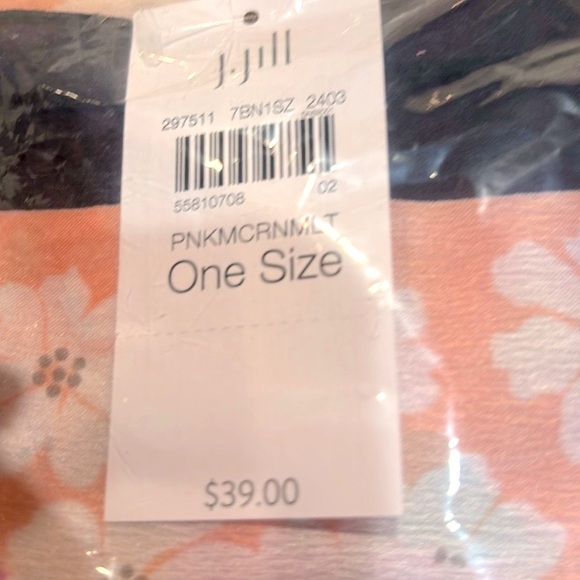 J.Jill
297511 7BN1SZ 2403
55810708 02
PNKMCRNMLT
One Size
$39.00